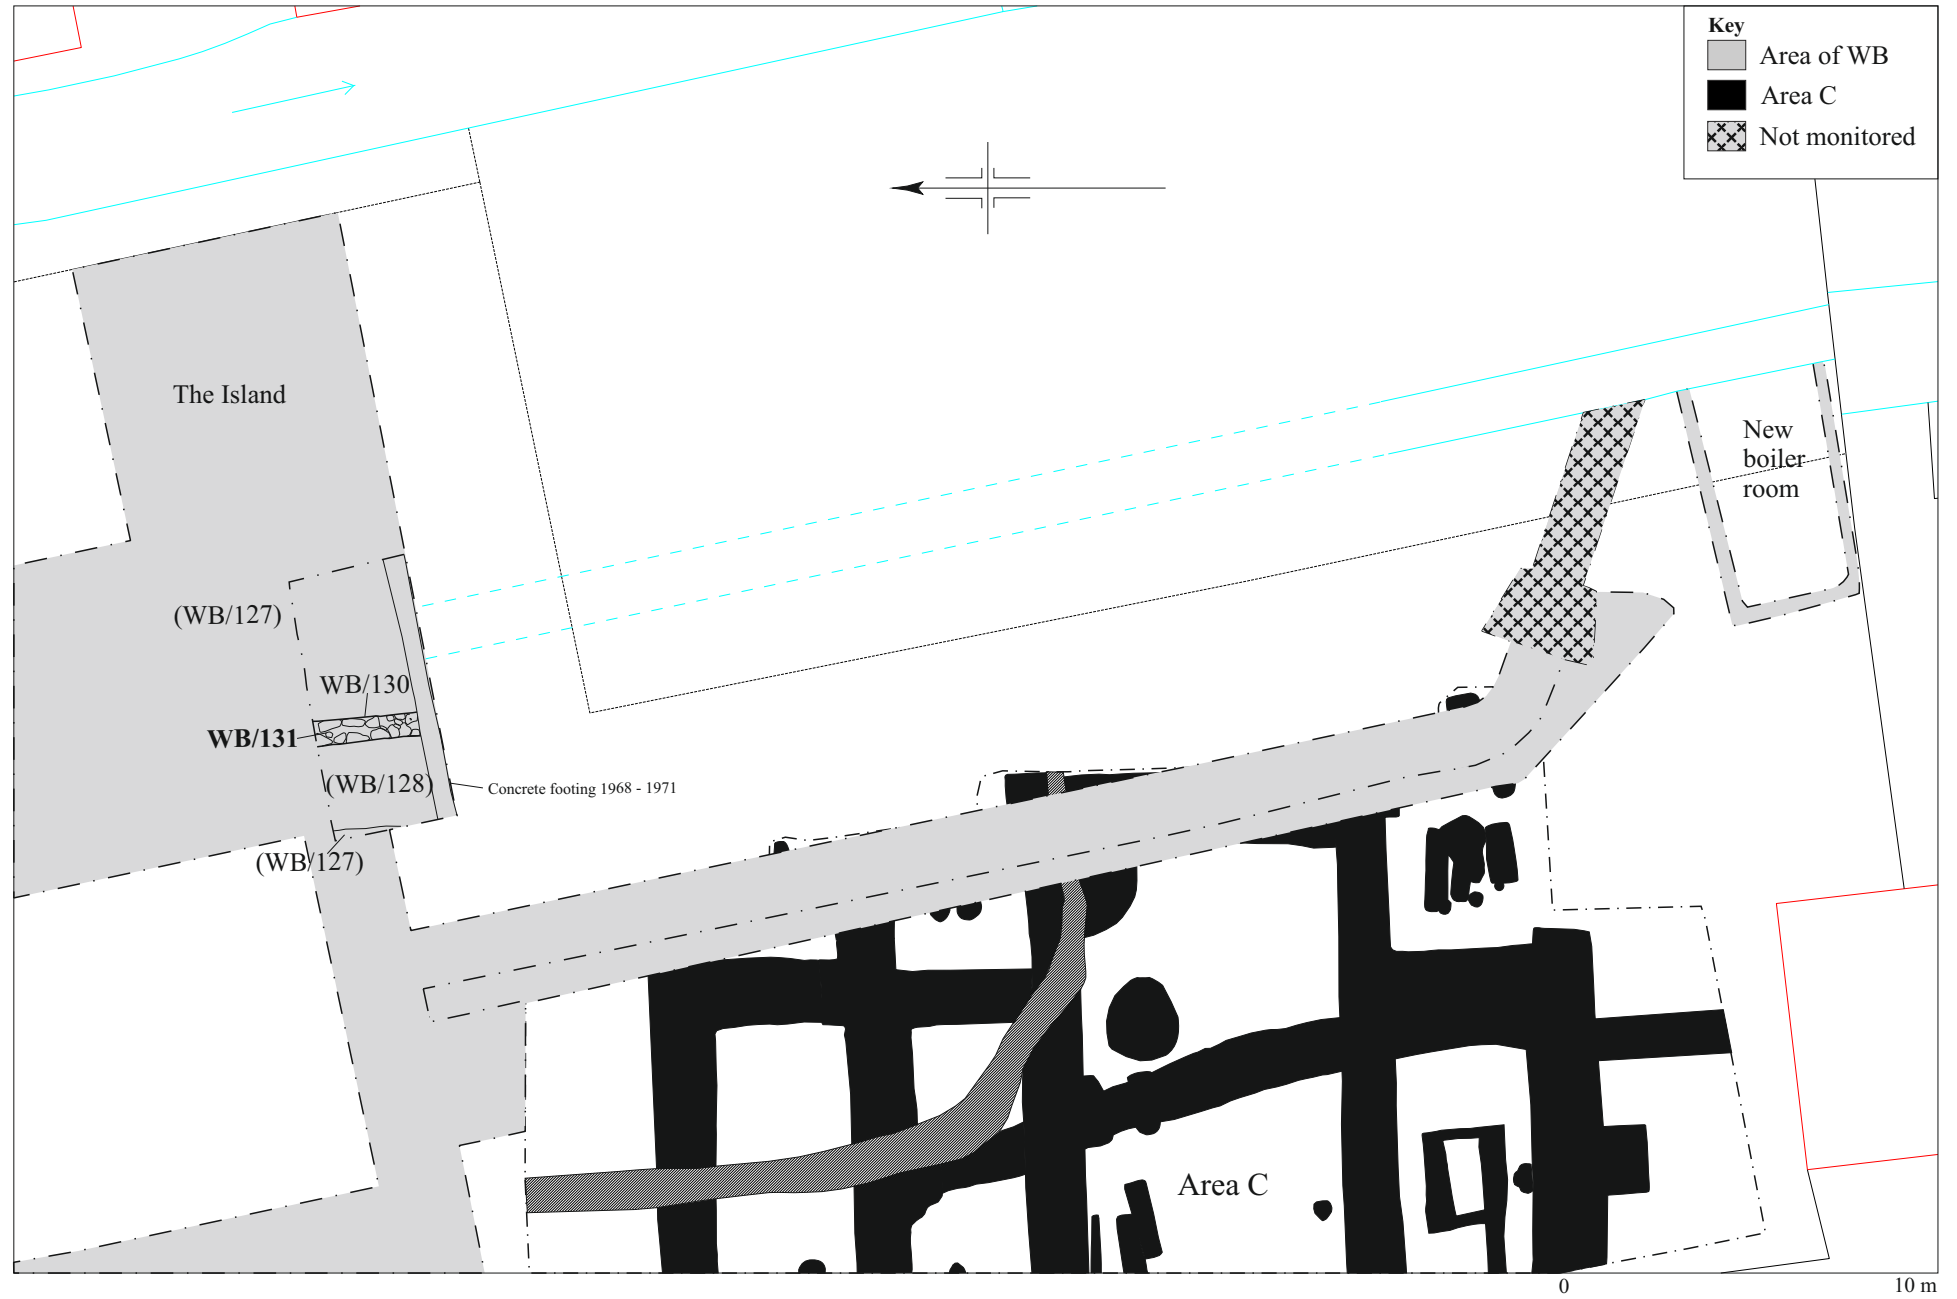 Key
Area of WB
Area C
Not monitored
The Island
New
boiler
room
(WB/127)
WB/130
WB/131
(WB/128)
Concrete footing 1968 - 1971
(WB/127)
Area C
0
10 m